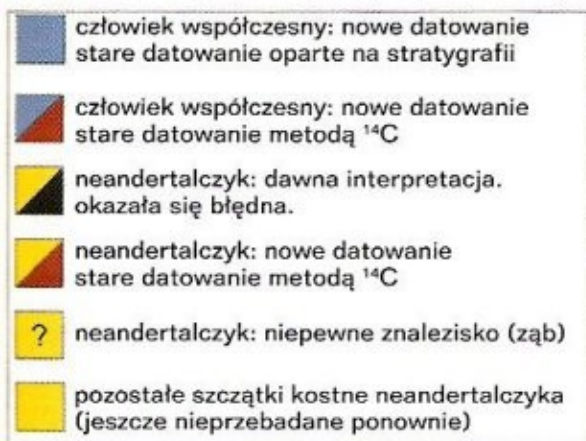 człowiek współczesny: nowe datowanie
stare datowanie oparte na stratygrafii
człowiek współczesny: nowe datowanie
stare datowanie metodą ¹⁴C
neandertalczyk: dawna interpretacja.
okazała się błędna.
neandertalczyk: nowe datowanie
stare datowanie metodą ¹⁴C
? neandertalczyk: niepewne znalezisko (ząb)
pozostałe szczątki kostne neandertalczyka
(jeszcze nieprzebadane ponownie)